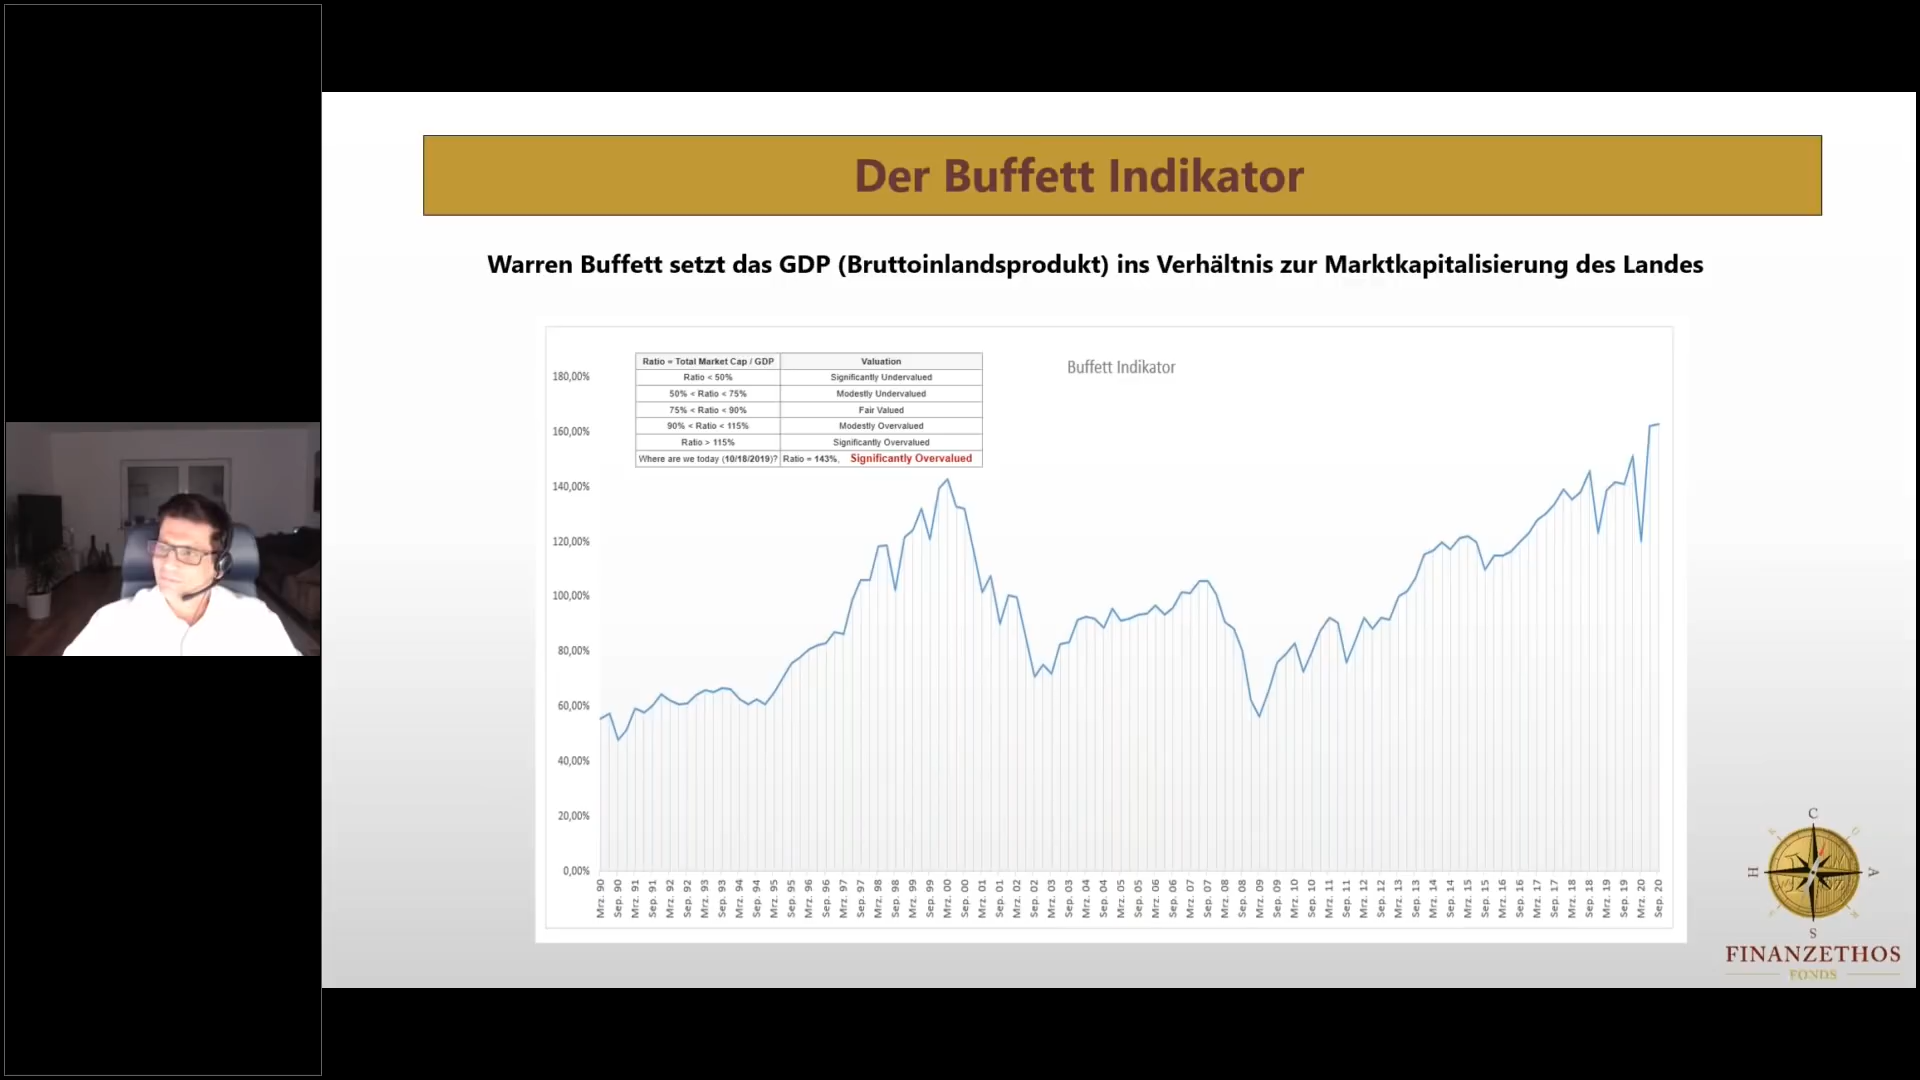 Der Buffett Indikator
Warren Buffett setzt das GDP (Bruttoinlandsprodukt) ins Verhältnis zur Marktkapitalisierung des Landes
Buffett Indikator
Ratio = Total Market Cap / GDP Valuation
Ratio < 50% Significantly Undervalued
50% < Ratio < 75% Modestly Undervalued
75% < Ratio < 90% Fair Valued
90% < Ratio < 115% Modestly Overvalued
Ratio > 115% Significantly Overvalued
Where are we today (10/18/2019)? Ratio = 143%, Significantly Overvalued
180,00%
160,00%
140,00%
120,00%
100,00%
80,00%
60,00%
40,00%
20,00%
0,00%
Mrz. 90 Sep. 90 Mrz. 91 Sep. 91 Mrz. 92 Sep. 92 Mrz. 93 Sep. 93 Mrz. 94 Sep. 94 Mrz. 95 Sep. 95 Mrz. 96 Sep. 96 Mrz. 97 Sep. 97 Mrz. 98 Sep. 98 Mrz. 99 Sep. 99 Mrz. 00 Sep. 00 Mrz. 01 Sep. 01 Mrz. 02 Sep. 02 Mrz. 03 Sep. 03 Mrz. 04 Sep. 04 Mrz. 05 Sep. 05 Mrz. 06 Sep. 06 Mrz. 07 Sep. 07 Mrz. 08 Sep. 08 Mrz. 09 Sep. 09 Mrz. 10 Sep. 10 Mrz. 11 Sep. 11 Mrz. 12 Sep. 12 Mrz. 13 Sep. 13 Mrz. 14 Sep. 14 Mrz. 15 Sep. 15 Mrz. 16 Sep. 16 Mrz. 17 Sep. 17 Mrz. 18 Sep. 18 Mrz. 19 Sep. 19 Mrz. 20 Sep. 20
C
H A
S
FINANZETHOS
FONDS